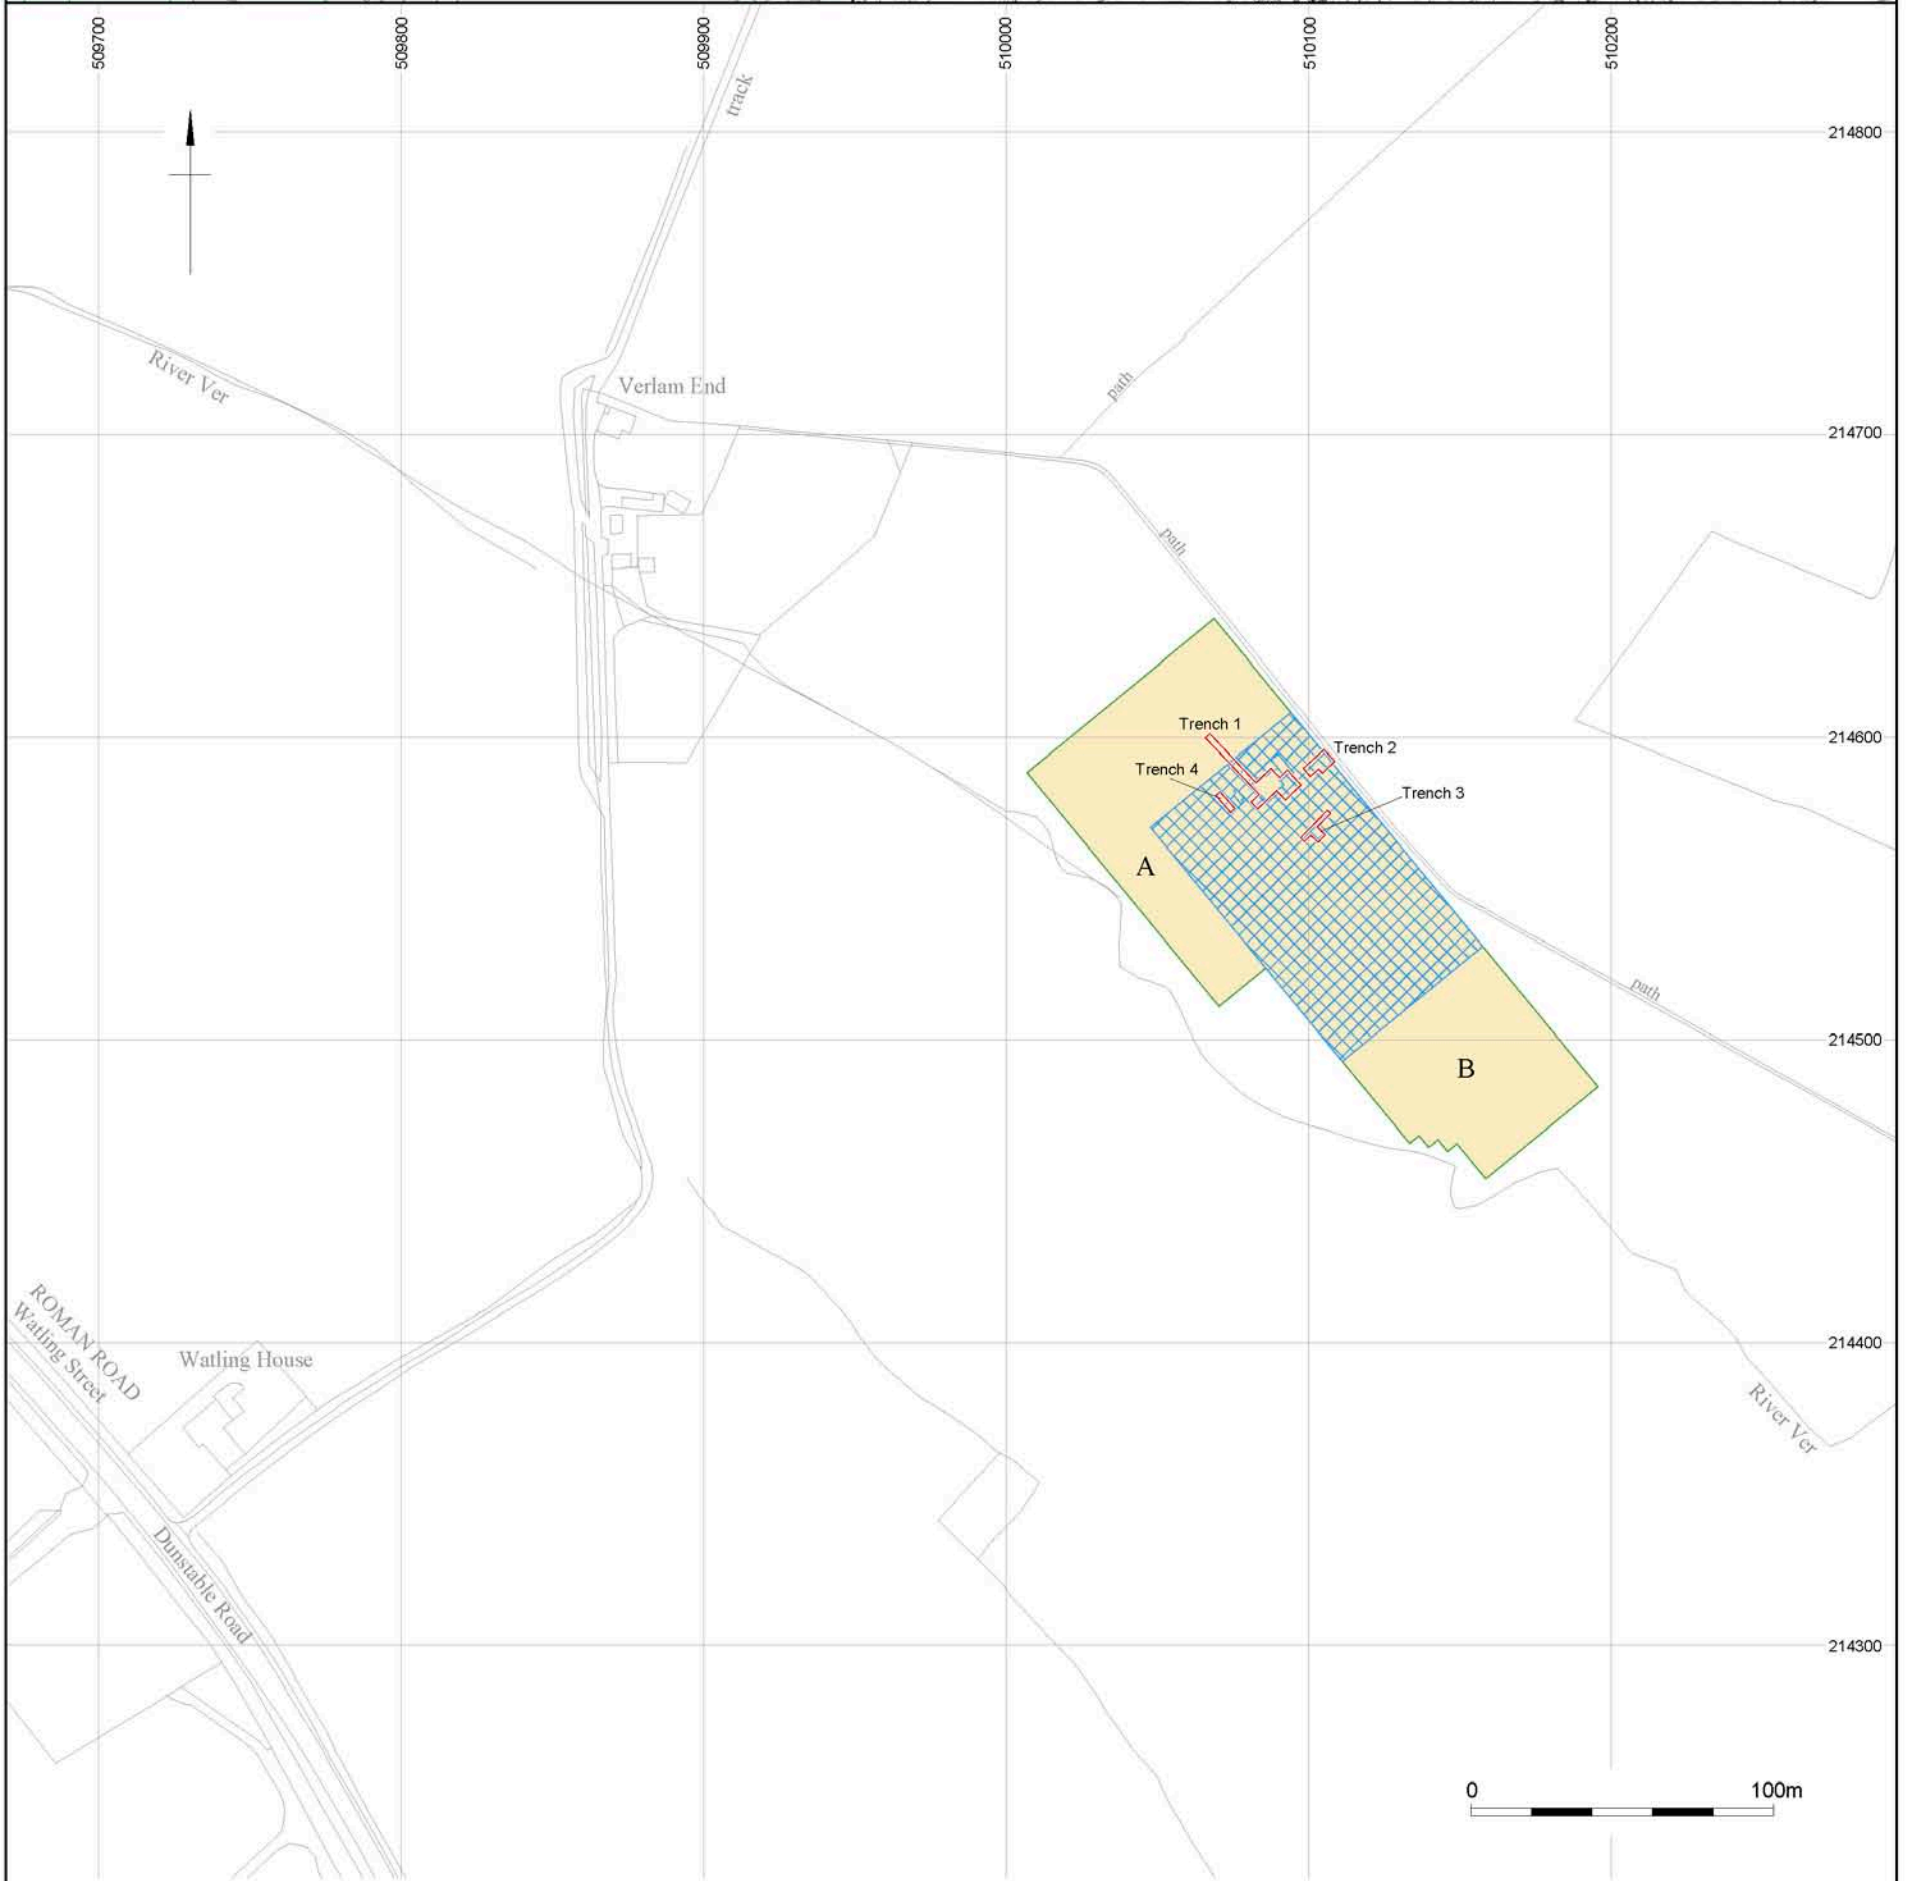 509700
509800
509900
510000
510100
510200
track
214800
River Ver
Verlam End
path
214700
path
Trench 1
214600
Trench 2
Trench 4
Trench 3
A
path
214500
B
ROMAN ROAD
Watling Street
Watling House
214400
River Ver
Dunstable Road
214300
0 100m